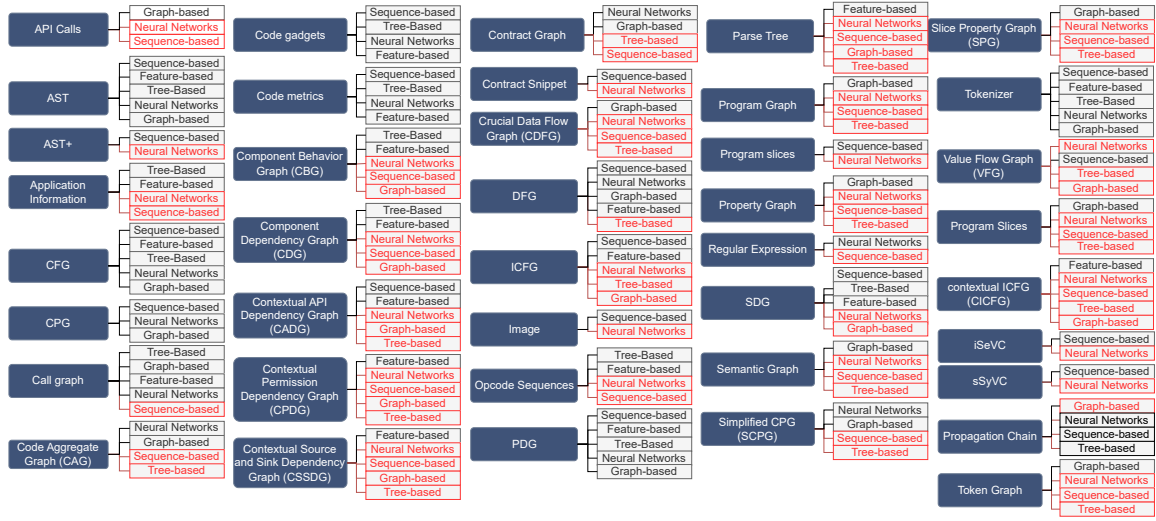 API Calls
Graph-based
Neural Networks
Sequence-based
AST
Sequence-based
Feature-based
Tree-Based
Neural Networks
Graph-based
AST+
Sequence-based
Neural Networks
Application
Information
Tree-Based
Feature-based
Neural Networks
Sequence-based
CFG
Sequence-based
Feature-based
Tree-Based
Neural Networks
Graph-based
CPG
Sequence-based
Neural Networks
Graph-based
Call graph
Tree-Based
Graph-based
Feature-based
Neural Networks
Sequence-based
Code Aggregate
Graph (CAG)
Neural Networks
Graph-based
Sequence-based
Tree-based
Code gadgets
Sequence-based
Tree-Based
Neural Networks
Feature-based
Code metrics
Sequence-based
Tree-Based
Neural Networks
Feature-based
Component Behavior
Graph (CBG)
Tree-Based
Feature-based
Neural Networks
Sequence-based
Graph-based
Component
Dependency Graph
(CDG)
Tree-Based
Feature-based
Neural Networks
Sequence-based
Graph-based
Contextual API
Dependency Graph
(CADG)
Sequence-based
Feature-based
Neural Networks
Graph-based
Tree-based
Contextual
Permission
Dependency Graph
(CPDG)
Feature-based
Neural Networks
Sequence-based
Graph-based
Tree-based
Contextual Source
and Sink Dependency
Graph (CSSDG)
Feature-based
Neural Networks
Sequence-based
Graph-based
Tree-based
Contract Graph
Neural Networks
Graph-based
Tree-based
Sequence-based
Contract Snippet
Sequence-based
Neural Networks
Crucial Data Flow
Graph (CDFG)
Graph-based
Neural Networks
Sequence-based
Tree-based
DFG
Sequence-based
Neural Networks
Graph-based
Feature-based
Tree-based
ICFG
Sequence-based
Feature-based
Neural Networks
Tree-based
Graph-based
Image
Sequence-based
Neural Networks
Opcode Sequences
Tree-Based
Feature-based
Neural Networks
Sequence-based
PDG
Sequence-based
Feature-based
Tree-Based
Neural Networks
Graph-based
Parse Tree
Feature-based
Neural Networks
Sequence-based
Graph-based
Tree-based
Program Graph
Graph-based
Neural Networks
Sequence-based
Tree-based
Program slices
Sequence-based
Neural Networks
Property Graph
Graph-based
Neural Networks
Sequence-based
Tree-based
Regular Expression
Neural Networks
Sequence-based
SDG
Sequence-based
Tree-Based
Feature-based
Neural Networks
Graph-based
Semantic Graph
Graph-based
Neural Networks
Sequence-based
Tree-based
Simplified CPG
(SCPG)
Neural Networks
Graph-based
Sequence-based
Tree-based
Slice Property Graph
(SPG)
Graph-based
Neural Networks
Sequence-based
Tree-based
Tokenizer
Sequence-based
Feature-based
Tree-Based
Neural Networks
Graph-based
Value Flow Graph
(VFG)
Neural Networks
Sequence-based
Tree-based
Graph-based
Program Slices
Graph-based
Neural Networks
Sequence-based
Tree-based
contextual ICFG
(CICFG)
Feature-based
Neural Networks
Sequence-based
Tree-based
Graph-based
iSeVC
Sequence-based
Neural Networks
sSyVC
Sequence-based
Neural Networks
Propagation Chain
Graph-based
Neural Networks
Sequence-based
Tree-based
Token Graph
Graph-based
Neural Networks
Sequence-based
Tree-based